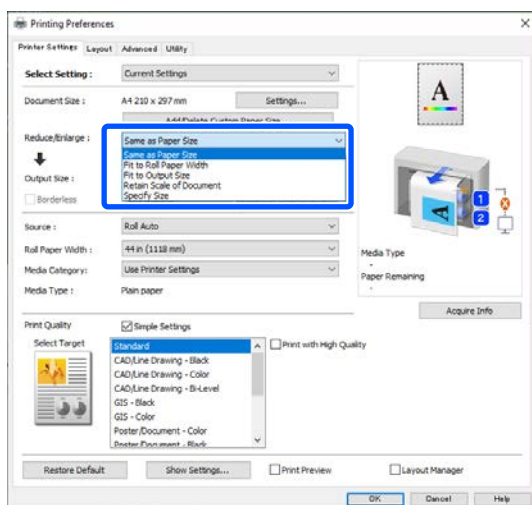 Printing Preferences
Printer Settings Layout Advanced Utility
Select Setting : Current Settings
Document Size : A4 210 x 297 mm Settings...
Add/Delete Custom Paper Size...
Reduce/Enlarge : Same as Paper Size
Same as Paper Size
Fit to Roll Paper Width
Fit to Output Size
Retain Scale of Document
Specify Size
Output Size :
Borderless
Source : Roll Auto
Roll Paper Width : 44 in (1118 mm)
Media Category: Use Printer Settings
Media Type : Plain paper
A
A
1
2
Media Type
-
Paper Remaining
-
Acquire Info
Print Quality Simple Settings
Select Target
Standard
CAD/Line Drawing - Black
CAD/Line Drawing - Color
CAD/Line Drawing - Bi-Level
GIS - Black
GIS - Color
Poster/Document - Color
Poster/Document - Black
Print with High Quality
Restore Default Show Settings... Print Preview Layout Manager
OK Cancel Help